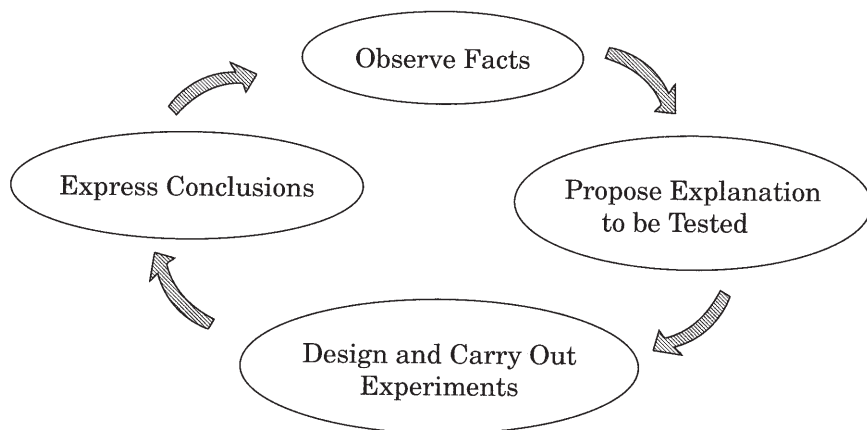 Observe Facts
Express Conclusions
Propose Explanation
to be Tested
Design and Carry Out
Experiments